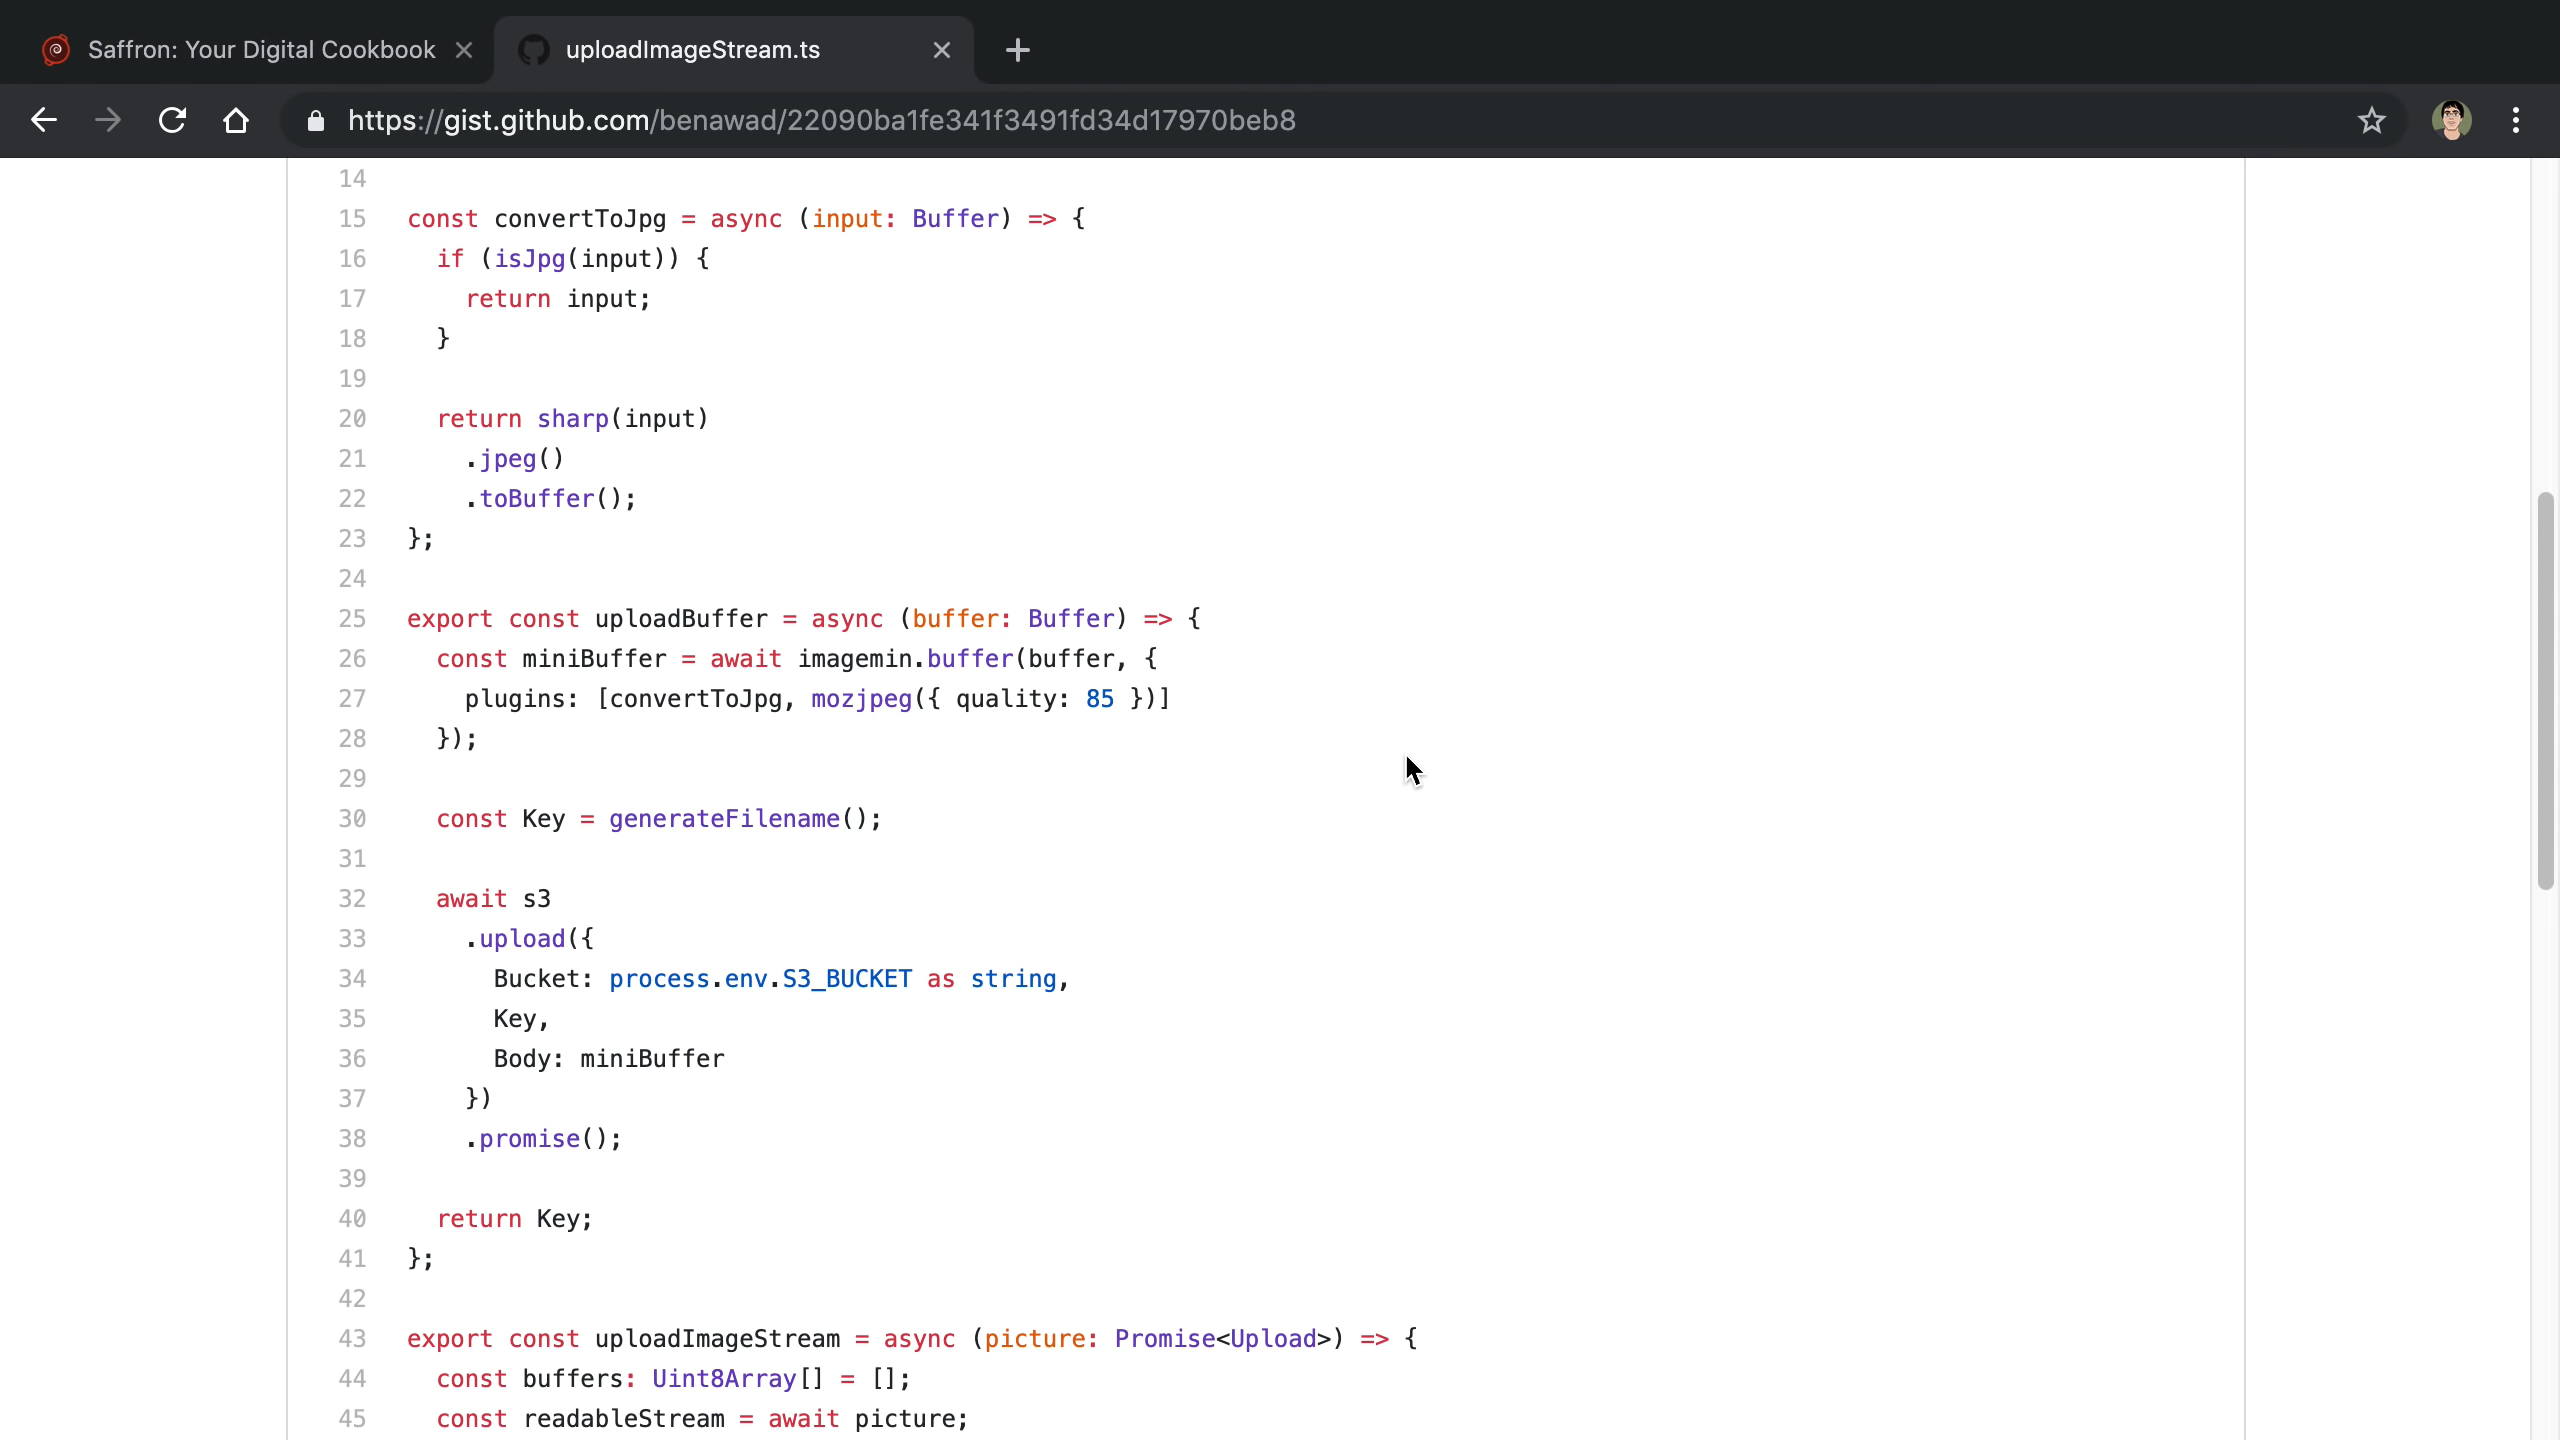 Saffron: Your Digital Cookbook
uploadImageStream.ts
https://gist.github.com/benawad/22090ba1fe341f3491fd34d17970beb8
14
15 const convertToJpg = async (input: Buffer) => {
16   if (isJpg(input)) {
17     return input;
18   }
19
20   return sharp(input)
21     .jpeg()
22     .toBuffer();
23 };
24
25 export const uploadBuffer = async (buffer: Buffer) => {
26   const miniBuffer = await imagemin.buffer(buffer, {
27     plugins: [convertToJpg, mozjpeg({ quality: 85 })]
28   });
29
30   const Key = generateFilename();
31
32   await s3
33     .upload({
34       Bucket: process.env.S3_BUCKET as string,
35       Key,
36       Body: miniBuffer
37     })
38     .promise();
39
40   return Key;
41 };
42
43 export const uploadImageStream = async (picture: Promise<Upload>) => {
44   const buffers: Uint8Array[] = [];
45   const readableStream = await picture;